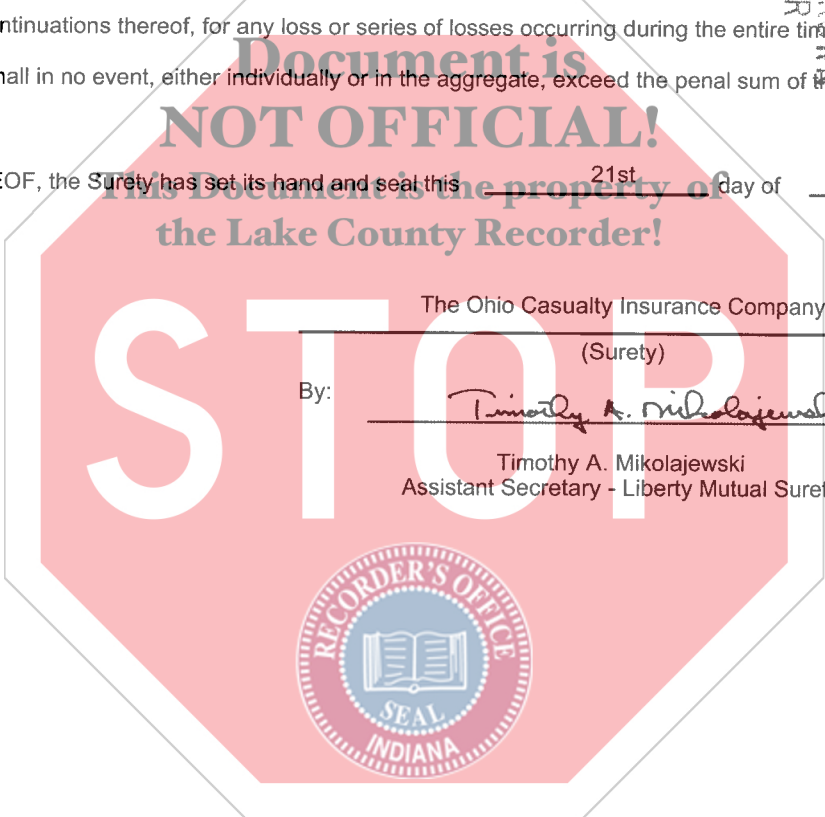 ntinuations thereof, for any loss or series of losses occurring during the entire tim
Document is
all in no event, either individually or in the aggregate, exceed the penal sum of
NOT OFFICIAL!
EOF, the Surety has set its hand and seal this 21st day of
This Document is the property of
the Lake County Recorder!
The Ohio Casualty Insurance Company
STOP
(Surety)
By: Timothy A. Mikolajewsk
Timothy A. Mikolajewski
Assistant Secretary - Liberty Mutual Suret
RECORDER'S OFFICE
SEAL
INDIANA